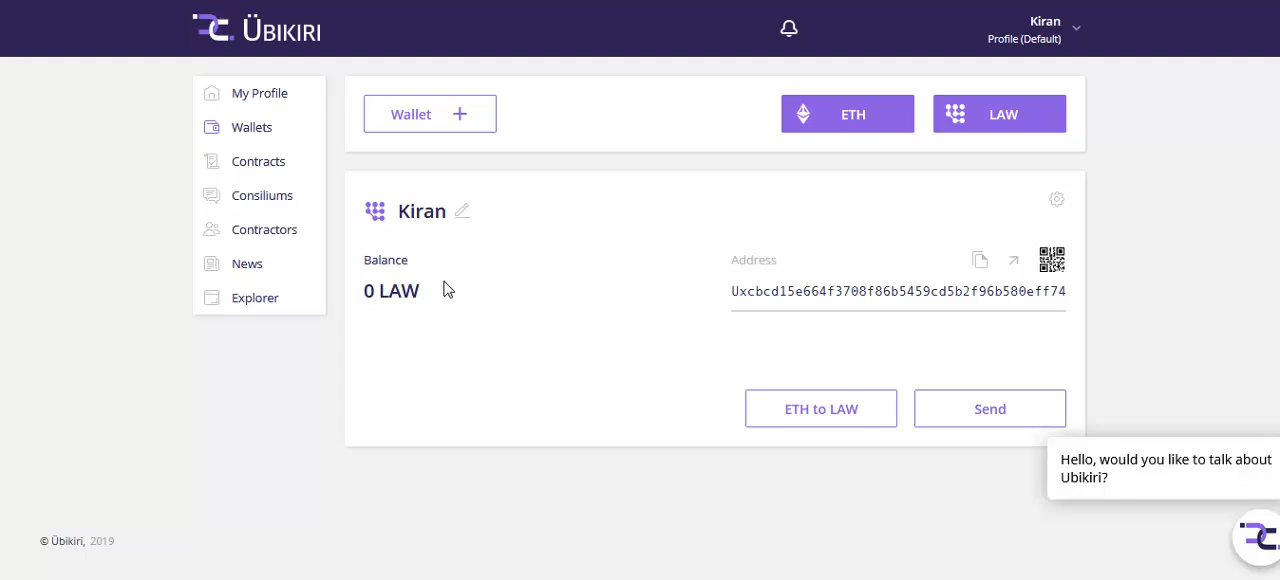 ÜBIKIRI
Kiran
Profile (Default)
My Profile
Wallets
Contracts
Consiliums
Contractors
News
Explorer
Wallet +
ETH
LAW
Kiran
Balance
0 LAW
Address
Uxcbcd15e664f3708f86b5459cd5b2f96b580eff74
ETH to LAW
Send
Hello, would you like to talk about
Ubikiri?
© Übikiri, 2019